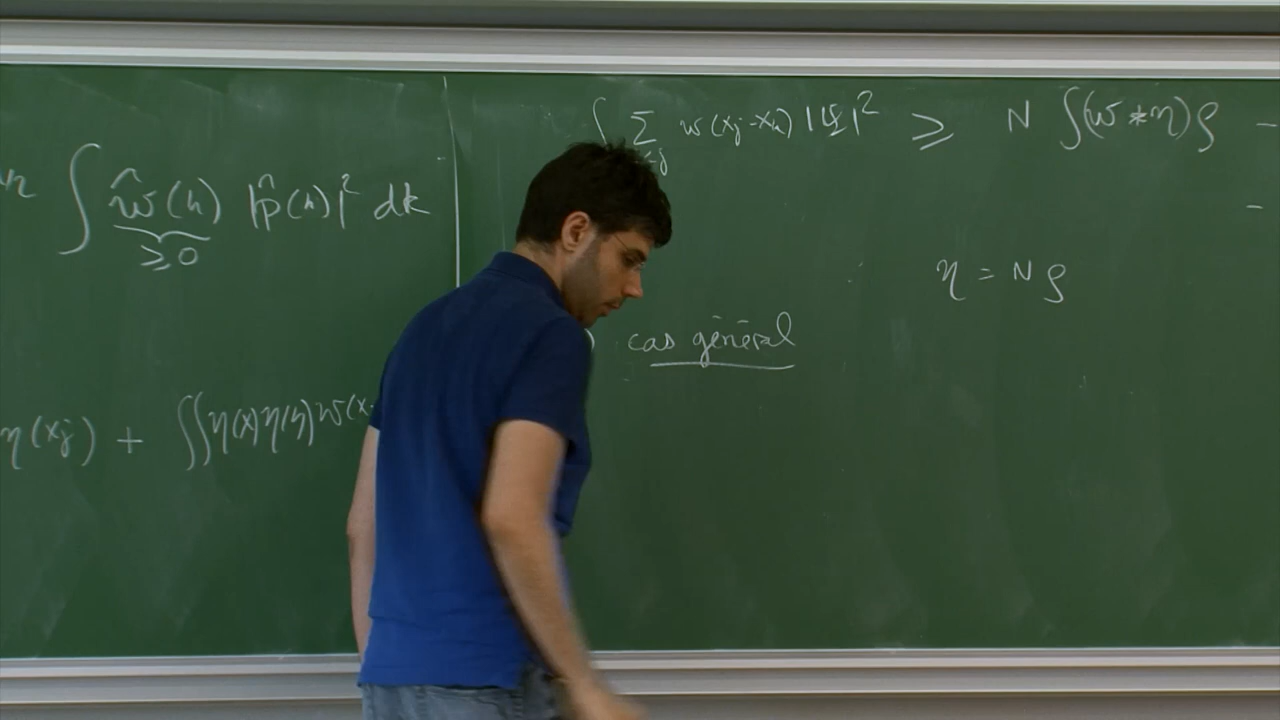 ∫ ŵ(k) |p̂(k)|² dk
≥0
η(xj) + ∬η(x)η(y)w(x-
∫ ∑ w(xj-xk) |Ψ|² ≥ N ∫(w*η)ρ -
<j
-
η = Nρ
) cas général